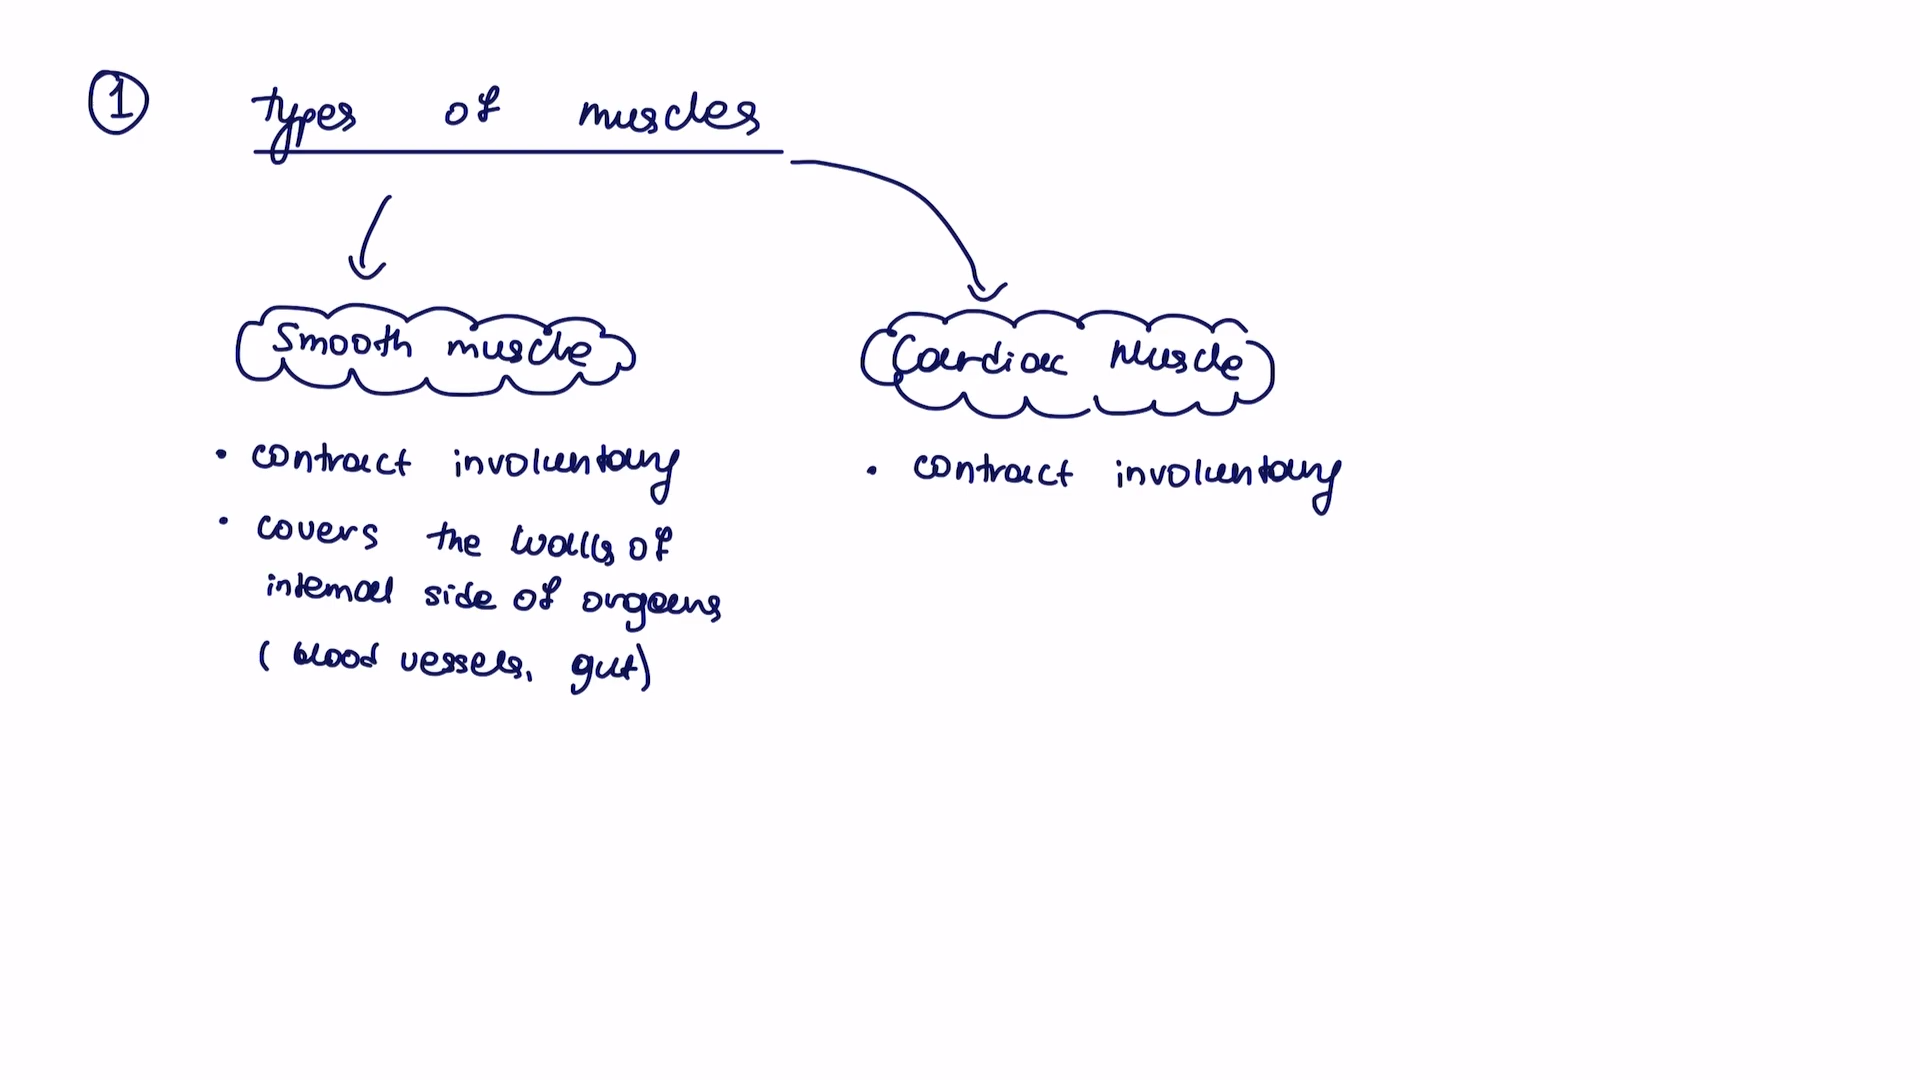 1 types of muscles
Smooth muscle
Cardiac Muscle
• contract involuntary
• covers the walls of
internal side of organs
(blood vessels, gut)
• contract involuntary